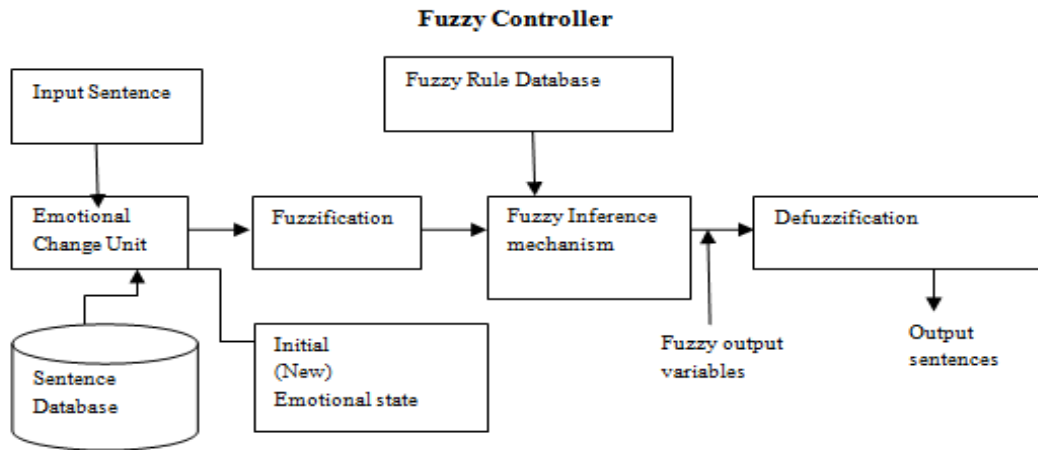 Fuzzy Controller
Input Sentence
Fuzzy Rule Database
Emotional
Change Unit
Fuzzification
Fuzzy Inference
mechanism
Defuzzification
Sentence
Database
Initial
(New)
Emotional state
Fuzzy output
variables
Output
sentences